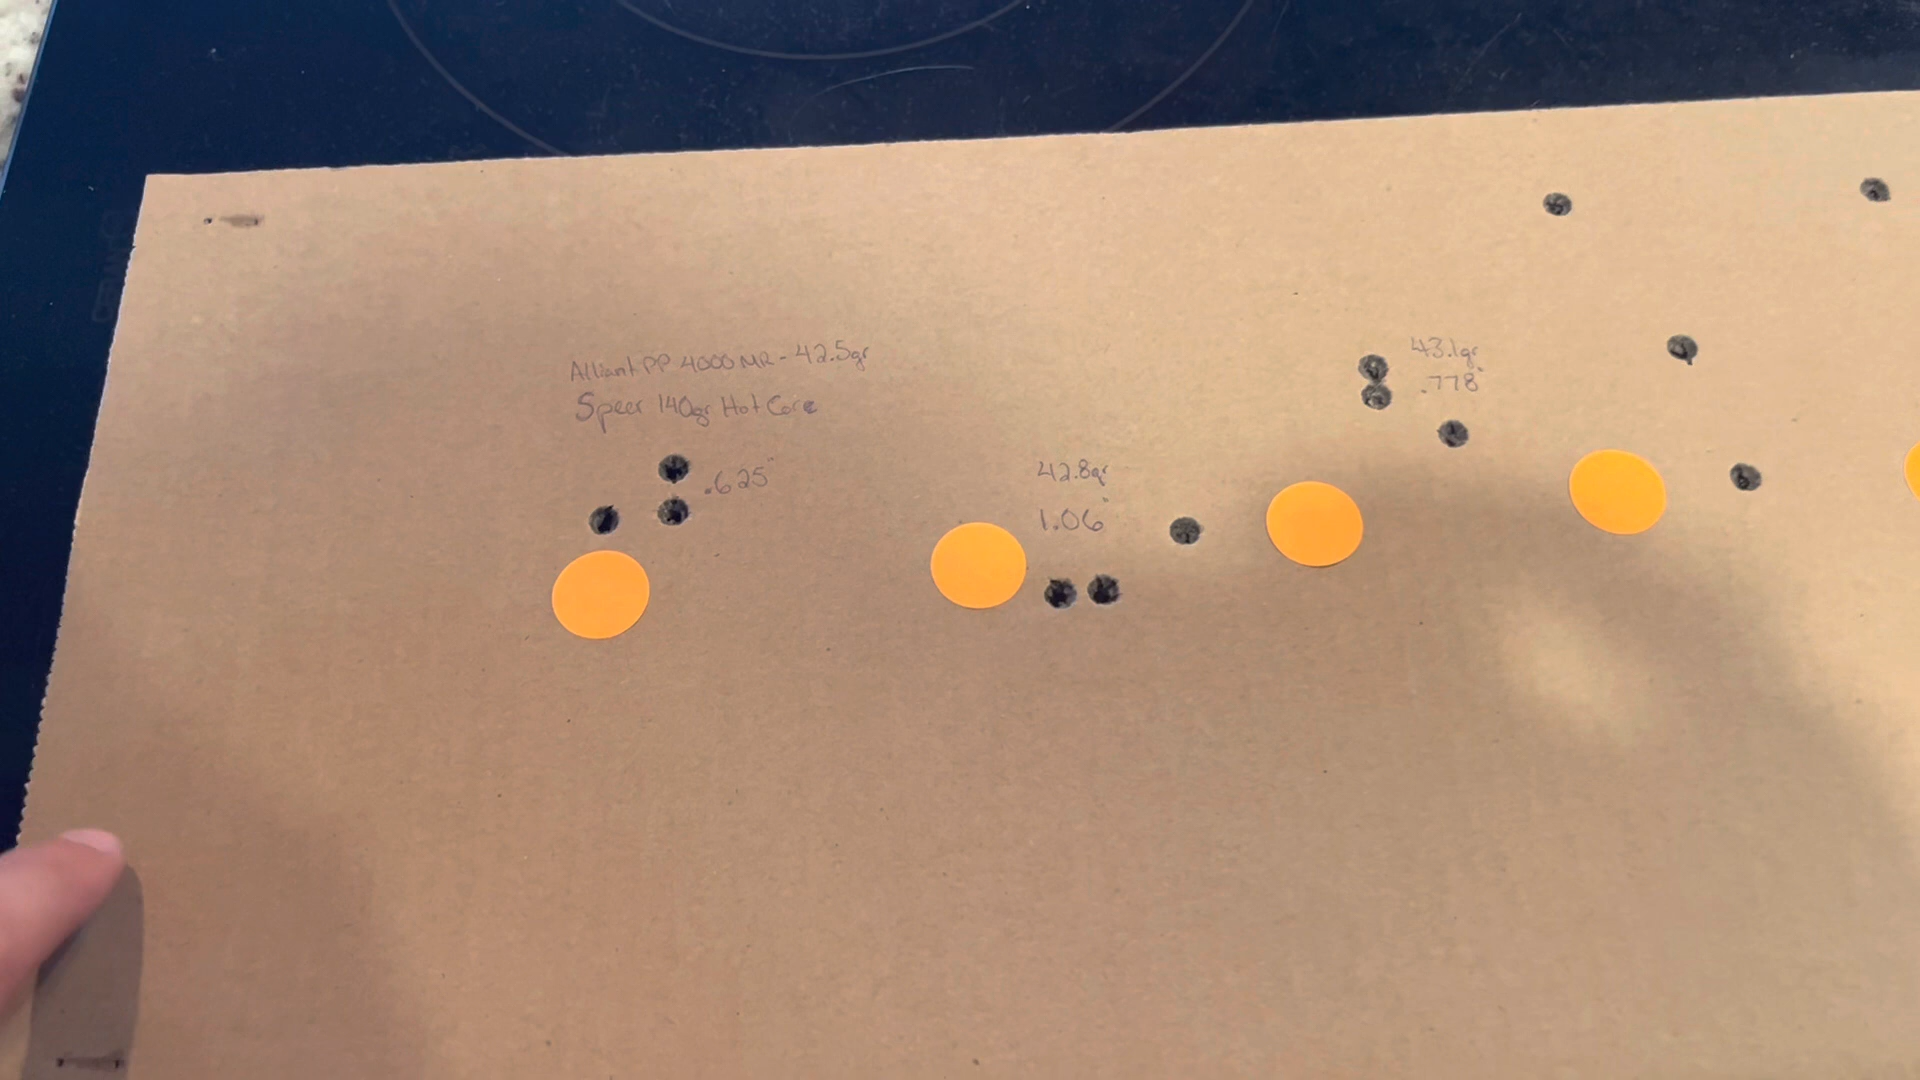 Alliant PP 4000 MR - 42.5gr
Speer 140gr Hot Core
.625"
42.8gr
1.06"
43.1gr
.778"